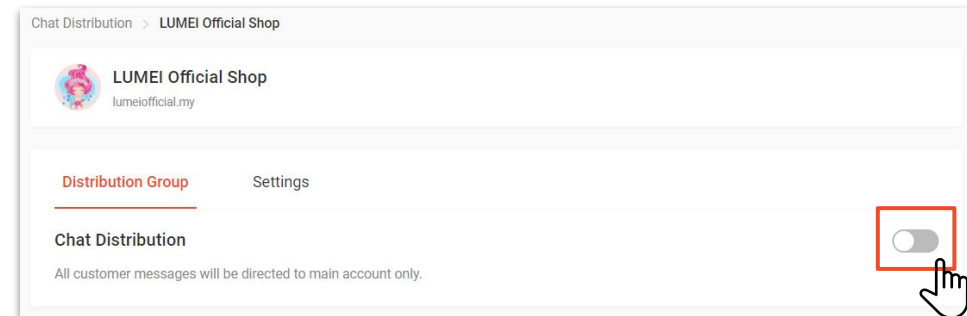 Chat Distribution > LUMEI Official Shop
LUMEI Official Shop
lumeiofficial.my
Distribution Group Settings
Chat Distribution
All customer messages will be directed to main account only.